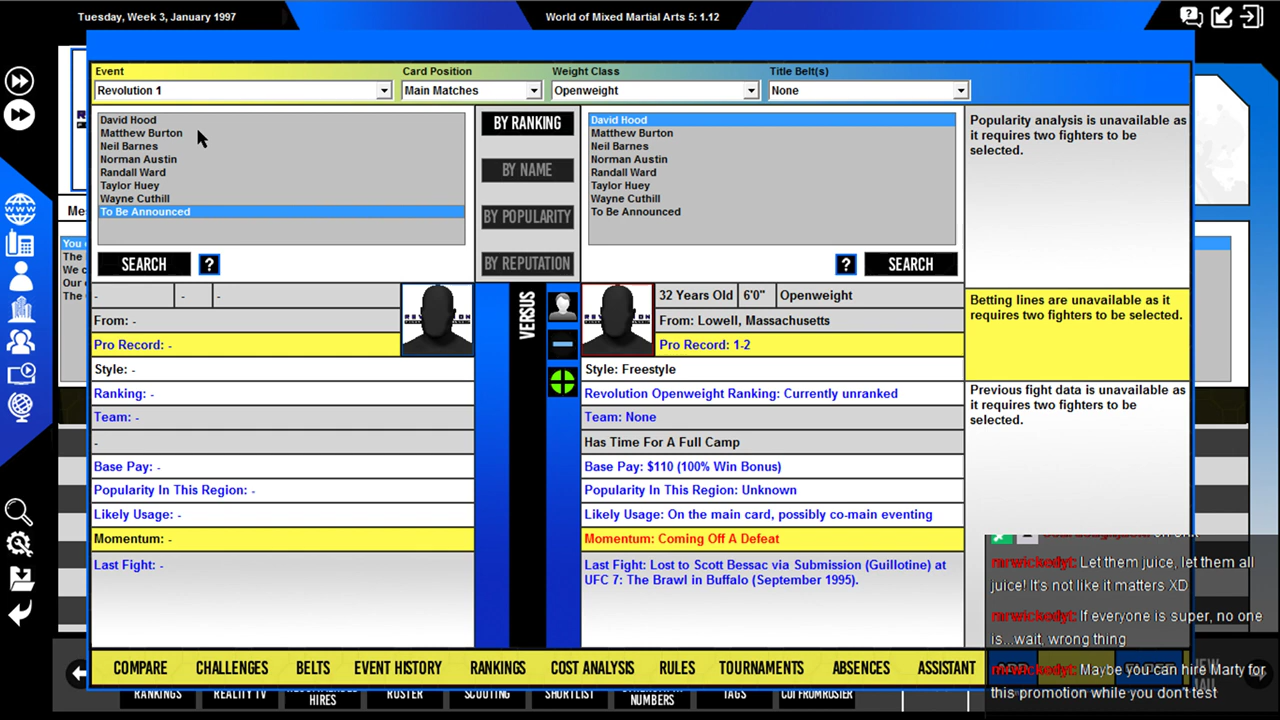 Tuesday, Week 3, January 1997
World of Mixed Martial Arts 5: 1.12
Event
Card Position
Weight Class
Title Belt(s)
Revolution 1
Main Matches
Openweight
None
David Hood
Matthew Burton
Neil Barnes
Norman Austin
Randall Ward
Taylor Huey
Wayne Cuthill
To Be Announced
SEARCH
?
BY RANKING
BY NAME
BY POPULARITY
BY REPUTATION
David Hood
Matthew Burton
Neil Barnes
Norman Austin
Randall Ward
Taylor Huey
Wayne Cuthill
To Be Announced
?
SEARCH
Popularity analysis is unavailable as
it requires two fighters to be
selected.
Betting lines are unavailable as it
requires two fighters to be selected.
Previous fight data is unavailable as
it requires two fighters to be
selected.
-
-
-
From: -
Pro Record: -
Style: -
Ranking: -
Team: -
-
Base Pay: -
Popularity In This Region: -
Likely Usage: -
Momentum: -
Last Fight: -
VERSUS
32 Years Old
6'0"
Openweight
From: Lowell, Massachusetts
Pro Record: 1-2
Style: Freestyle
Revolution Openweight Ranking: Currently unranked
Team: None
Has Time For A Full Camp
Base Pay: $110 (100% Win Bonus)
Popularity In This Region: Unknown
Likely Usage: On the main card, possibly co-main eventing
Momentum: Coming Off A Defeat
Last Fight: Lost to Scott Bessac via Submission (Guillotine) at
UFC 7: The Brawl in Buffalo (September 1995).
mrwickedyt: Let them juice, let them all
juice! It's not like it matters XD
mrwickedyt: If everyone is super, no one
is...wait, wrong thing
mrwickedyt: Maybe you can hire Marty for
this promotion while you don't test
COMPARE
CHALLENGES
BELTS
EVENT HISTORY
RANKINGS
COST ANALYSIS
RULES
TOURNAMENTS
ABSENCES
ASSISTANT
RANKINGS
REALITY TV
HIRES
ROSTER
SCOUTING
SHORTLIST
NUMBERS
TAGS
WWW